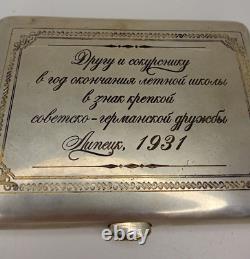 Другу и сокурснику
в год окончания летной школы
в знак крепкой
советско-германской дружбы
Липецк, 1931